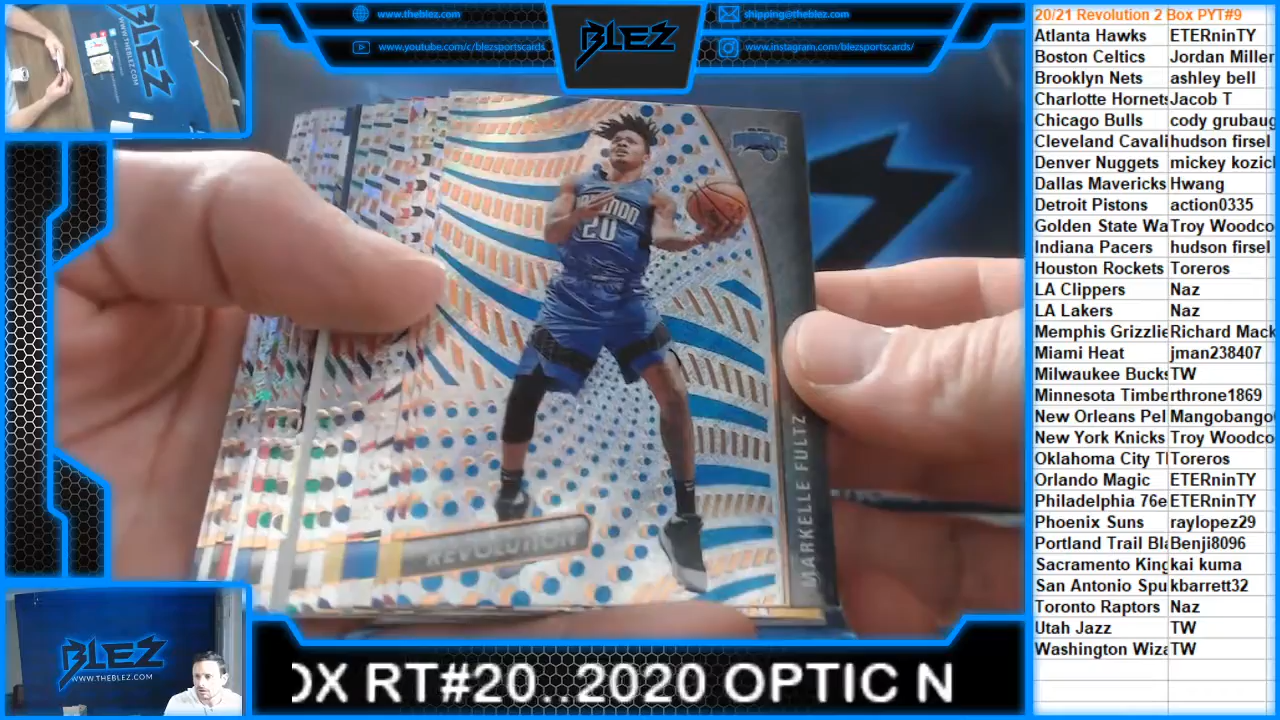 www.theblez.com
www.youtube.com/c/blezsportscards
BLEZ
shipping@theblez.com
www.instagram.com/blezsportscards/
BLEZ
WWW.THEBLEZ.COM
ORLANDO
20
MARKELLE FULTZ
REVOLUTION
BLEZ
WWW.THEBLEZ.COM
OX RT#20..2020 OPTIC N
20/21 Revolution 2 Box PYT#9
Atlanta Hawks ETERninTY
Boston Celtics Jordan Miller
Brooklyn Nets ashley bell
Charlotte Hornets Jacob T
Chicago Bulls cody grubaug
Cleveland Cavali hudson firsel
Denver Nuggets mickey kozic
Dallas Mavericks Hwang
Detroit Pistons action0335
Golden State Wa Troy Woodco
Indiana Pacers hudson firsel
Houston Rockets Toreros
LA Clippers Naz
LA Lakers Naz
Memphis Grizzlie Richard Mack
Miami Heat jman238407
Milwaukee Bucks TW
Minnesota Timbe rthrone1869
New Orleans Pel Mangobango
New York Knicks Troy Woodco
Oklahoma City T Toreros
Orlando Magic ETERninTY
Philadelphia 76e ETERninTY
Phoenix Suns raylopez29
Portland Trail Bla Benji8096
Sacramento King kai kuma
San Antonio Spu kbarrett32
Toronto Raptors Naz
Utah Jazz TW
Washington Wiza TW